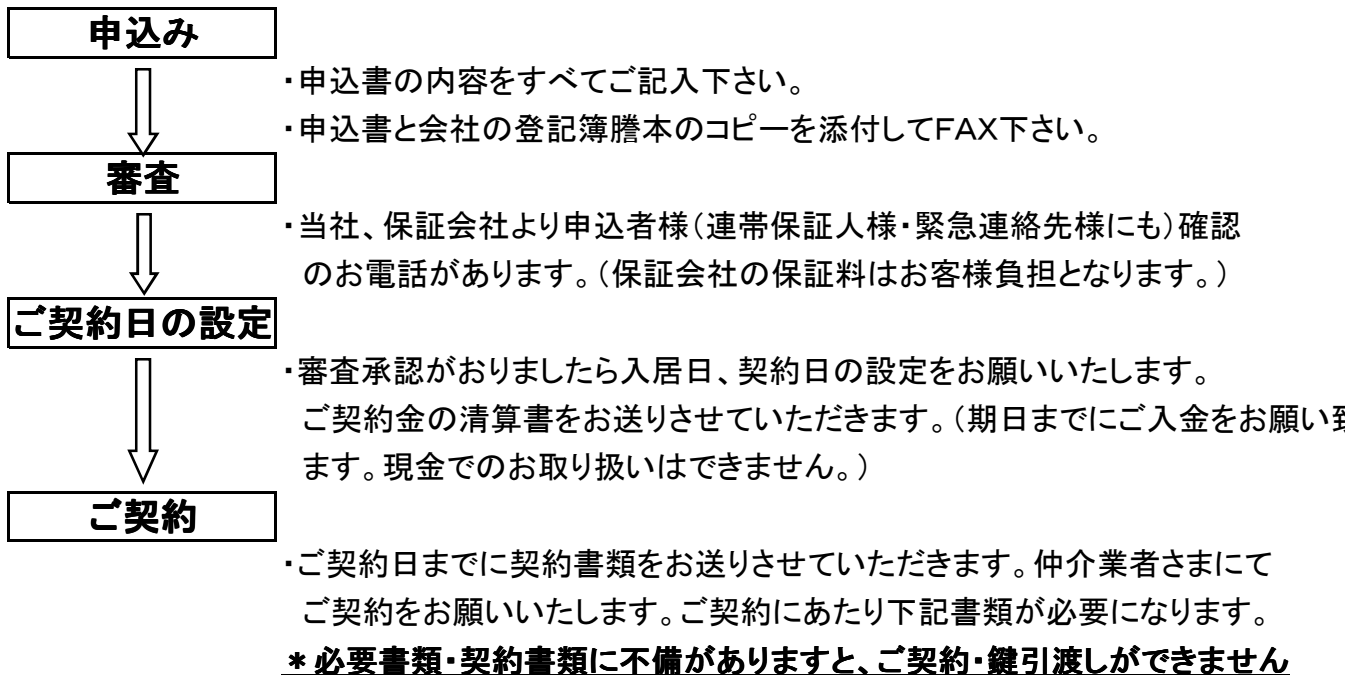 申込み
・申込書の内容をすべてご記入下さい。
・申込書と会社の登記簿謄本のコピーを添付してFAX下さい。
審査
・当社、保証会社より申込者様（連帯保証人様・緊急連絡先様にも）確認
のお電話があります。（保証会社の保証料はお客様負担となります。）
ご契約日の設定
・審査承認がおりましたら入居日、契約日の設定をお願いいたします。
ご契約金の清算書をお送りさせていただきます。（期日までにご入金をお願い致
ます。現金でのお取り扱いはできません。）
ご契約
・ご契約日までに契約書類をお送りさせていただきます。仲介業者さまにて
ご契約をお願いいたします。ご契約にあたり下記書類が必要になります。
＊必要書類・契約書類に不備がありますと、ご契約・鍵引渡しができません